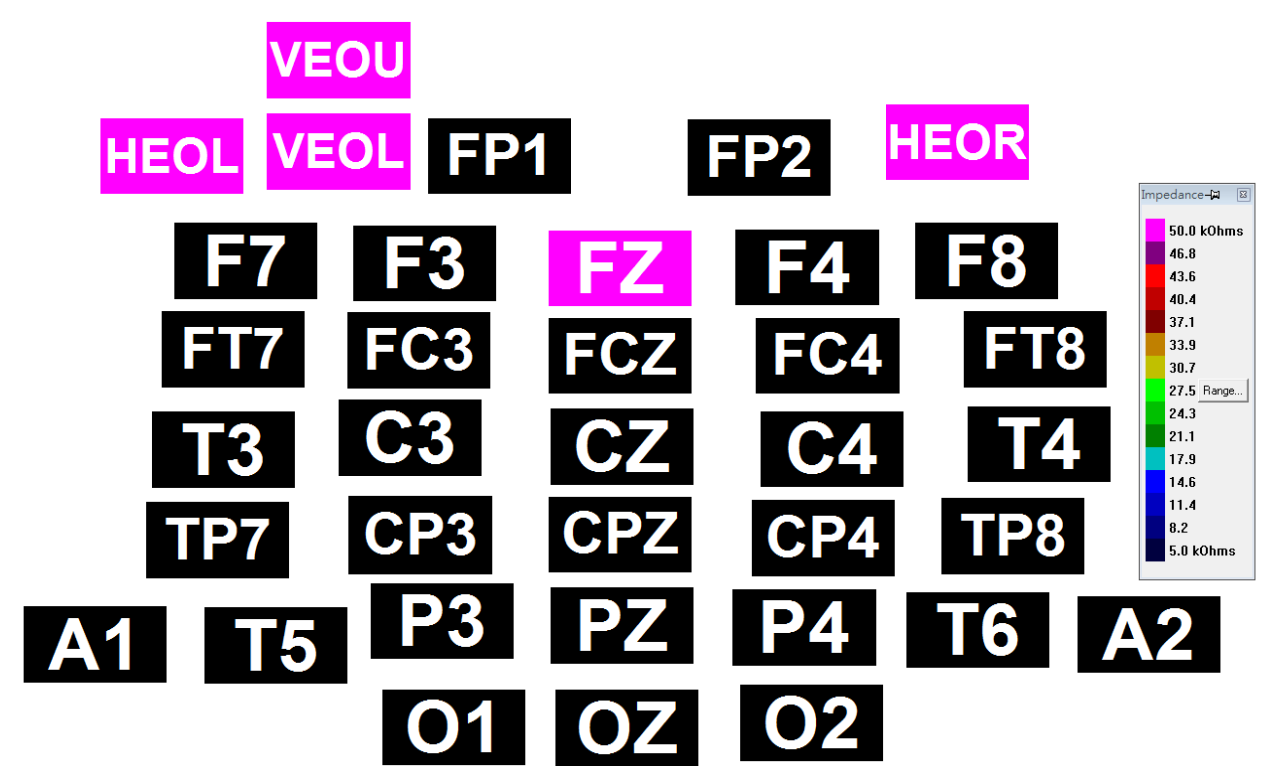 VEOU
HEOL VEOL FP1 FP2 HEOR
F7 F3 FZ F4 F8
FT7 FC3 FCZ FC4 FT8
T3 C3 CZ C4 T4
TP7 CP3 CPZ CP4 TP8
A1 T5 P3 PZ P4 T6 A2
O1 OZ O2
Impedance
50.0 kOhms
46.8
43.6
40.4
37.1
33.9
30.7
27.5 Range...
24.3
21.1
17.9
14.6
11.4
8.2
5.0 kOhms